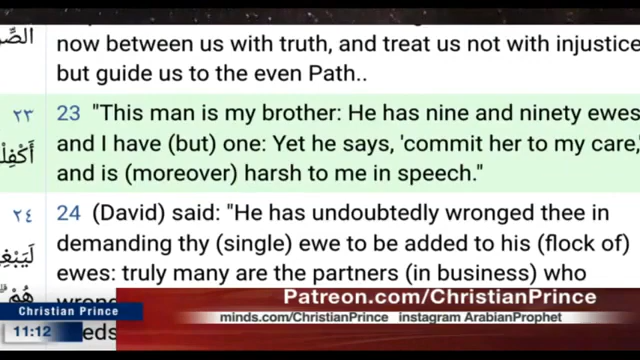 now between us with truth, and treat us not with injustice
but guide us to the even Path..
٢٣
23 "This man is my brother: He has nine and ninety ewes
and I have (but) one: Yet he says, 'commit her to my care,'
and is (moreover) harsh to me in speech."
٢٤
24 (David) said: "He has undoubtedly wronged thee in
demanding thy (single) ewe to be added to his (flock of)
ewes: truly many are the partners (in business) who
Patreon.com/ChristianPrince
Christian Prince
minds.com/ChristianPrince instagram ArabianProphet
11:12